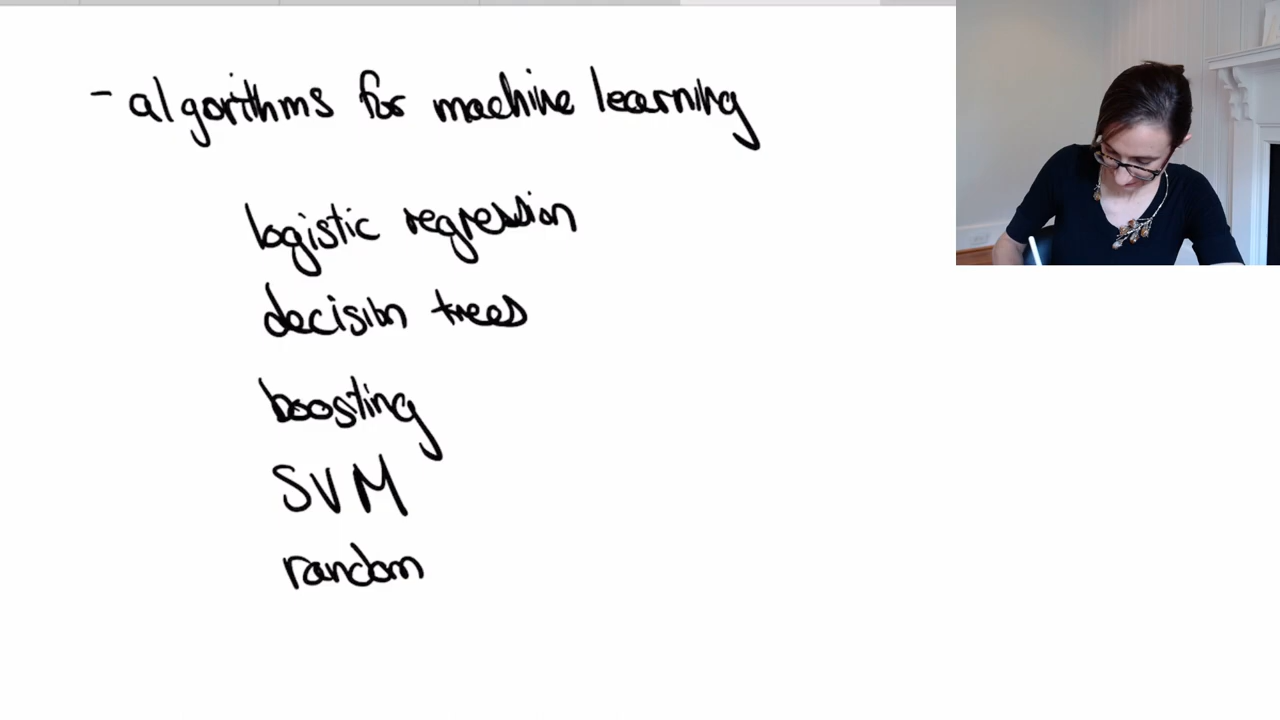 - algorithms for machine learning
logistic regression
decision trees
boosting
SVM
random